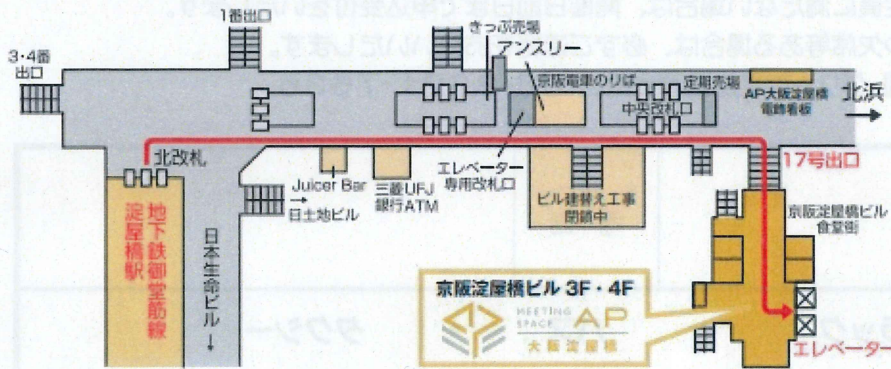 1番出口
3・4番
出口
きっぷ売場
アンスリー
京阪電車のりば
定期売場
中央改札口
AP大阪淀屋橋
電飾看板
北浜
北改札
エレベーター
専用改札口
17号出口
Juicer Bar
三菱UFJ
銀行ATM
日土地ビル
ビル建替え工事
閉鎖中
京阪淀屋橋ビル
食堂街
地下鉄御堂筋線
淀屋橋駅
日本生命ビル
京阪淀屋橋ビル 3F・4F
MEETING
SPACE
AP
大阪淀屋橋
エレベーター